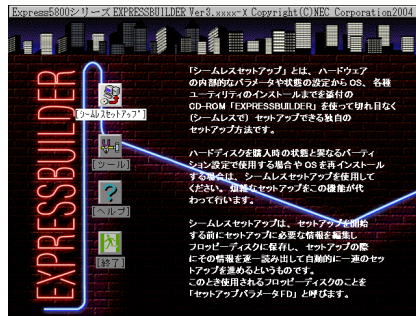 Express5800シリーズ EXPRESSBUILDER Ver3.xxxx-X Copyright(C)NEC Corporation2004
EXPRESSBUILDER
[シームレスセットアップ]
[ツール]
[ヘルプ]
[終了]
「シームレスセットアップ」とは、ハードウェア
の内部的なパラメータや状態の設定から OS、各種
ユーティリティのインストールまでを添付の
CD-ROM「EXPRESSBUILDER」を使って切れ目なく
(シームレスで) セットアップできる独自の
セットアップ方法です。
ハードディスクを購入時の状態と異なるパーティ
ション設定で使用する場合や OS を再インストール
する場合は、シームレスセットアップを使用して
ください。煩雑なセットアップをこの機能が代
わって行います。
シームレスセットアップは、セットアップを開始
する前にセットアップに必要な情報を編集し
フロッピーディスクに保存し、セットアップの際
にその情報を逐一読み出して自動的に一連のセッ
トアップを進めるというものです。
このとき使用されるフロッピーディスクのことを
「セットアップパラメータFD」と呼びます。